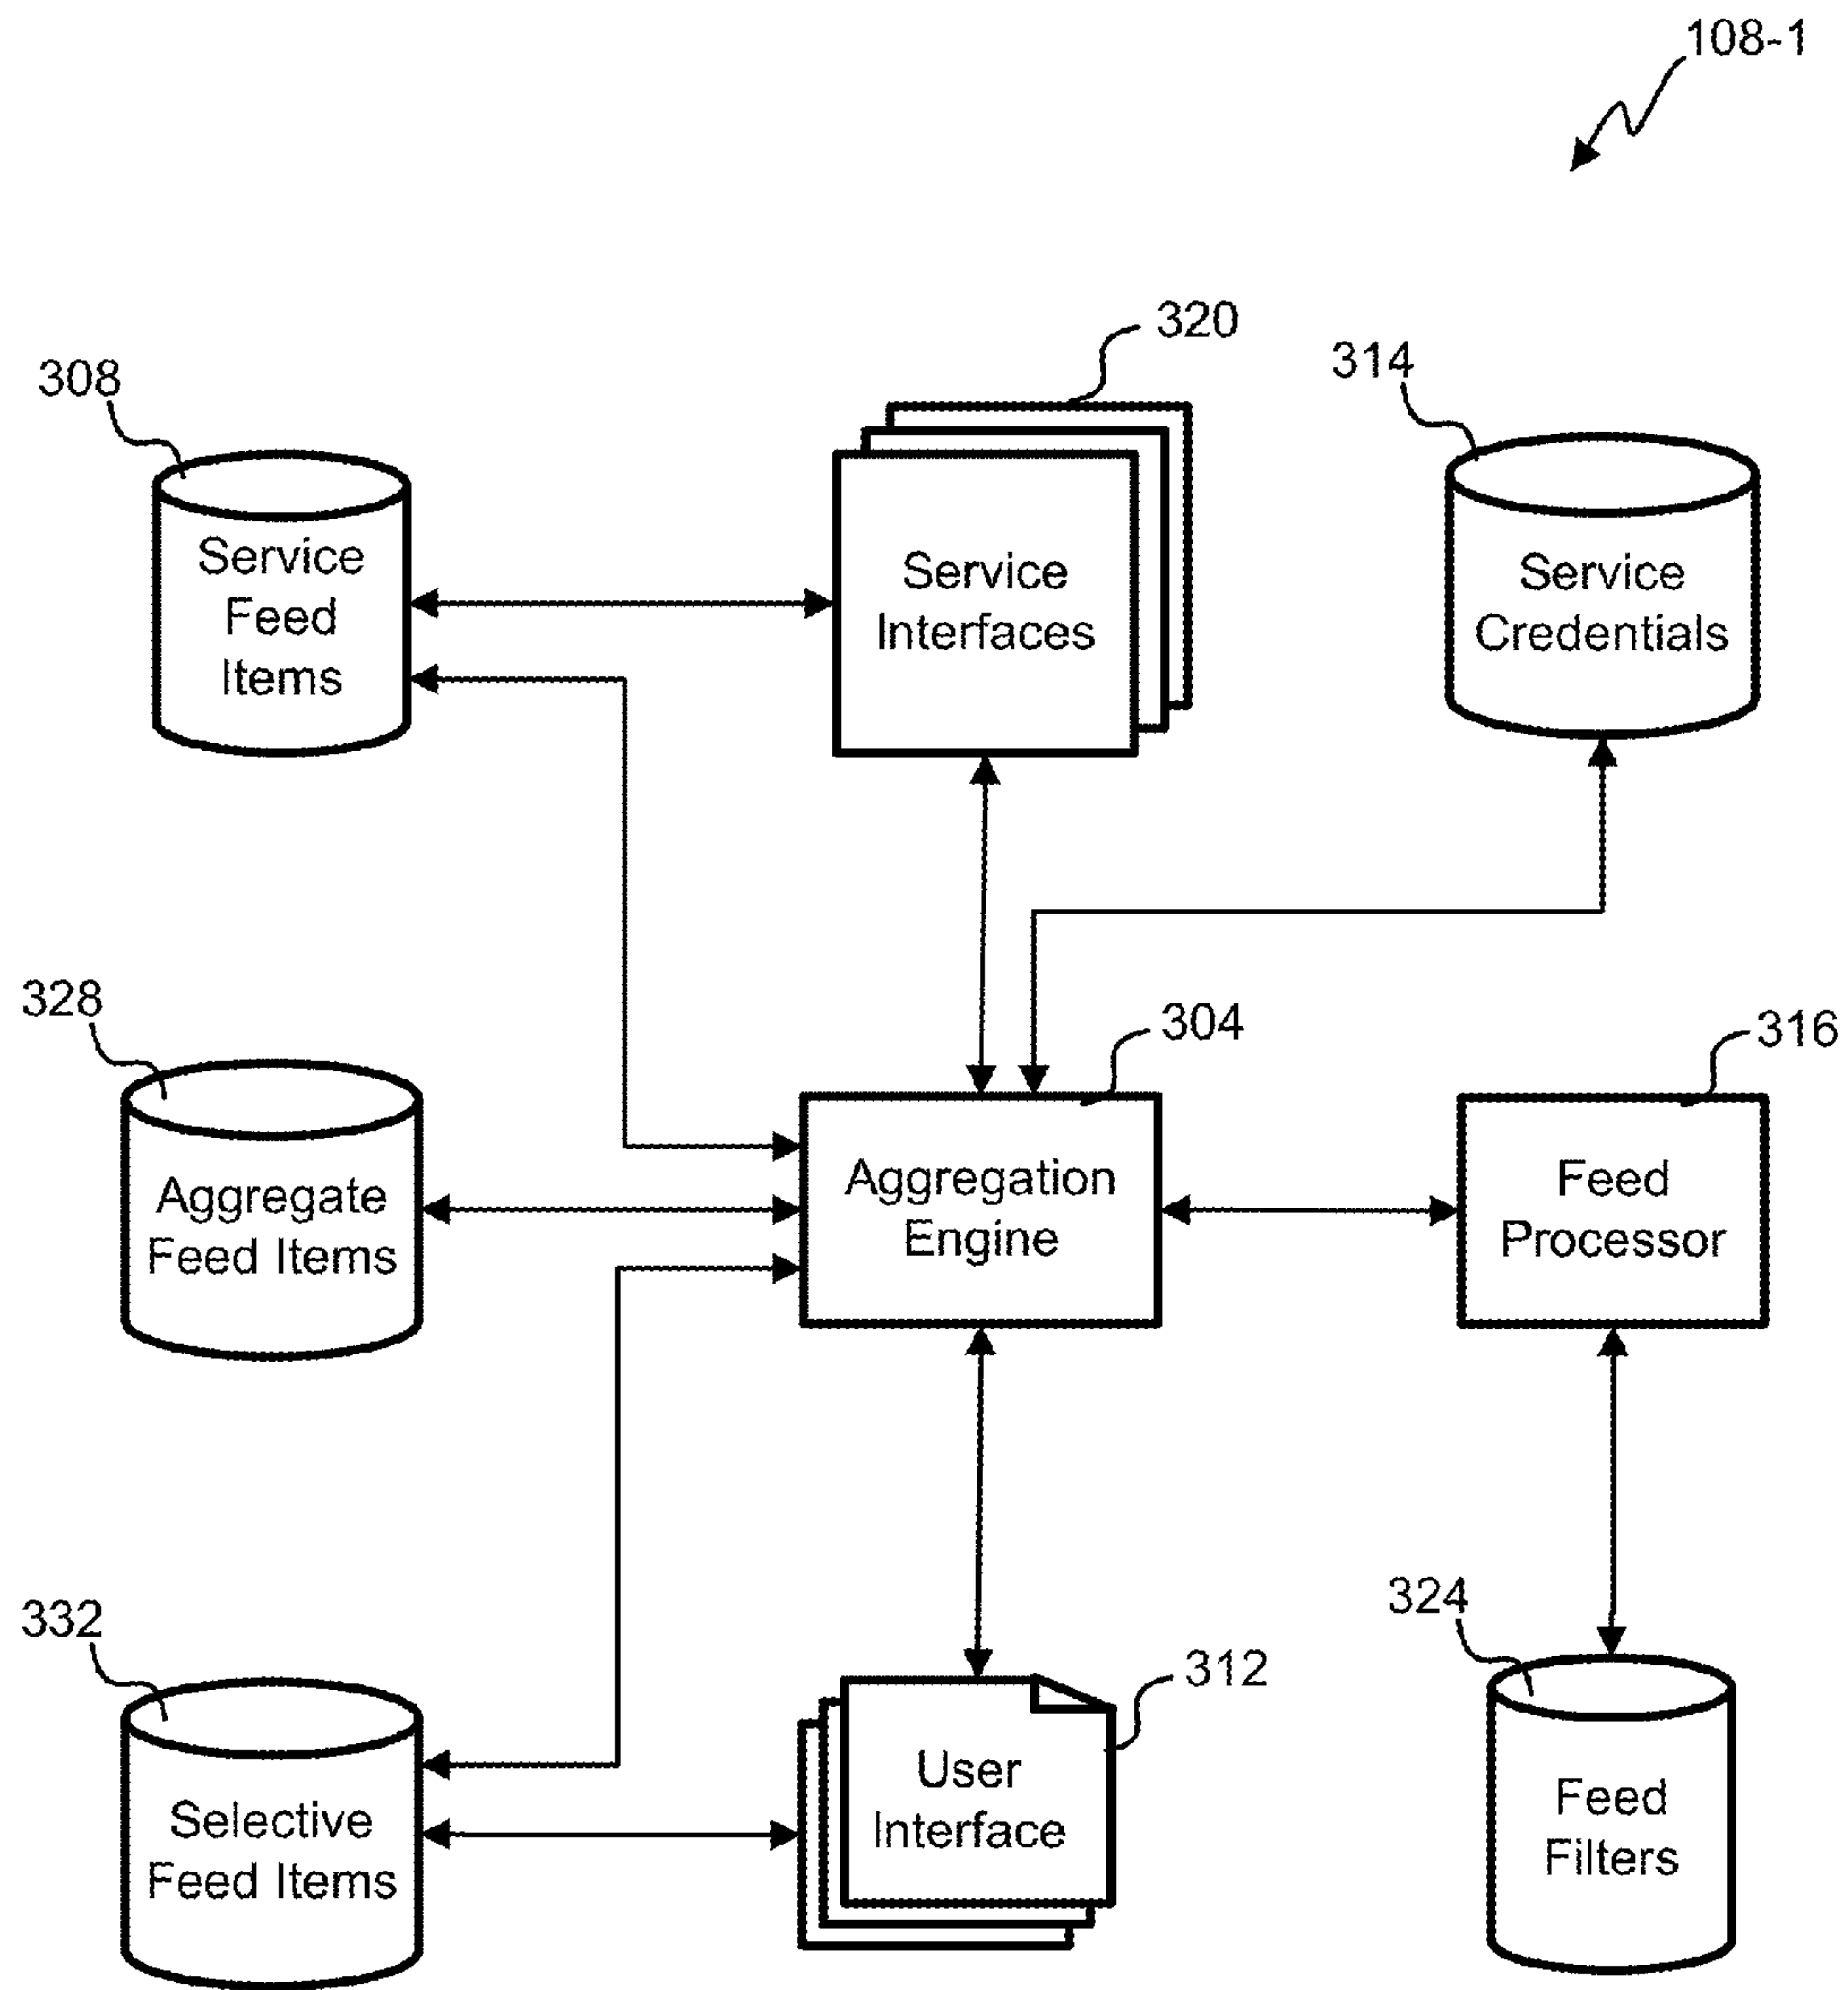 108-1
320
314
308
Service
Feed
Items
Service
Interfaces
Service
Credentials
328
304
316
Aggregate
Feed Items
Aggregation
Engine
Feed
Processor
332
312
324
Selective
Feed Items
User
Interface
Feed
Filters